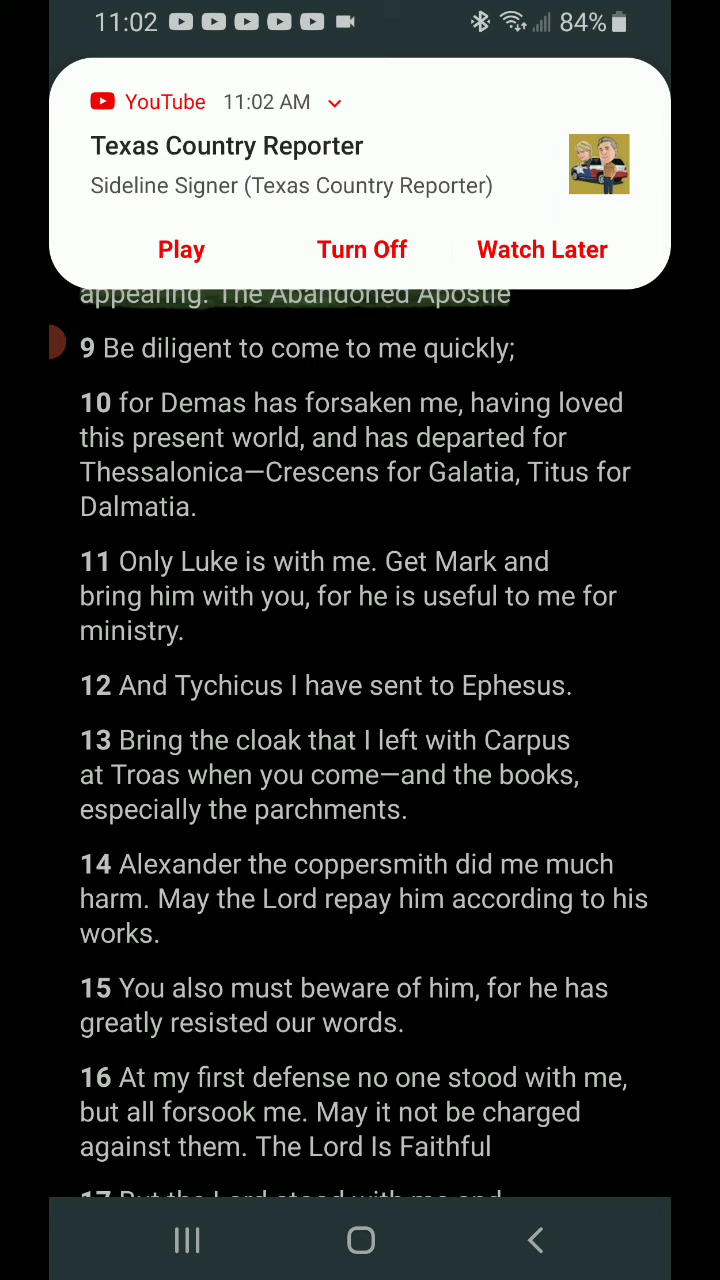 11:02 84%
YouTube 11:02 AM
Texas Country Reporter
Sideline Signer (Texas Country Reporter)
Play Turn Off Watch Later
appearing. The Abandoned Apostle
9 Be diligent to come to me quickly;
10 for Demas has forsaken me, having loved
this present world, and has departed for
Thessalonica—Crescens for Galatia, Titus for
Dalmatia.
11 Only Luke is with me. Get Mark and
bring him with you, for he is useful to me for
ministry.
12 And Tychicus I have sent to Ephesus.
13 Bring the cloak that I left with Carpus
at Troas when you come—and the books,
especially the parchments.
14 Alexander the coppersmith did me much
harm. May the Lord repay him according to his
works.
15 You also must beware of him, for he has
greatly resisted our words.
16 At my first defense no one stood with me,
but all forsook me. May it not be charged
against them. The Lord Is Faithful
17 But the Lord stood with me and